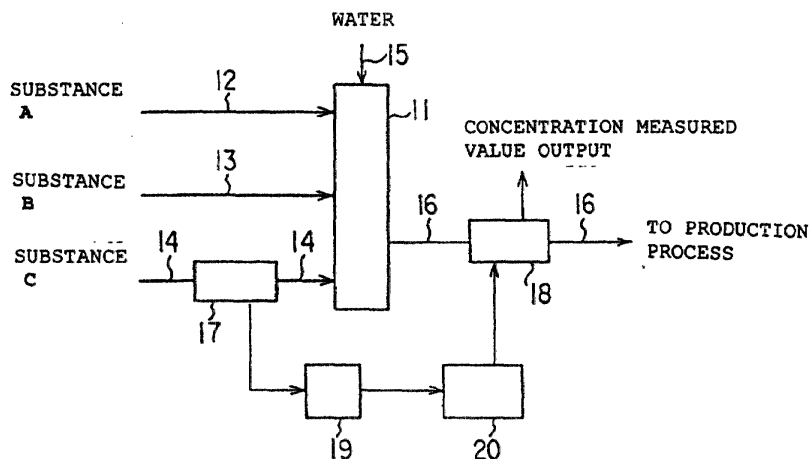 WATER
15
SUBSTANCE
A
12
11
CONCENTRATION MEASURED
VALUE OUTPUT
SUBSTANCE
B
13
16
16
TO PRODUCTION
PROCESS
SUBSTANCE
C
14
14
17
18
19
20